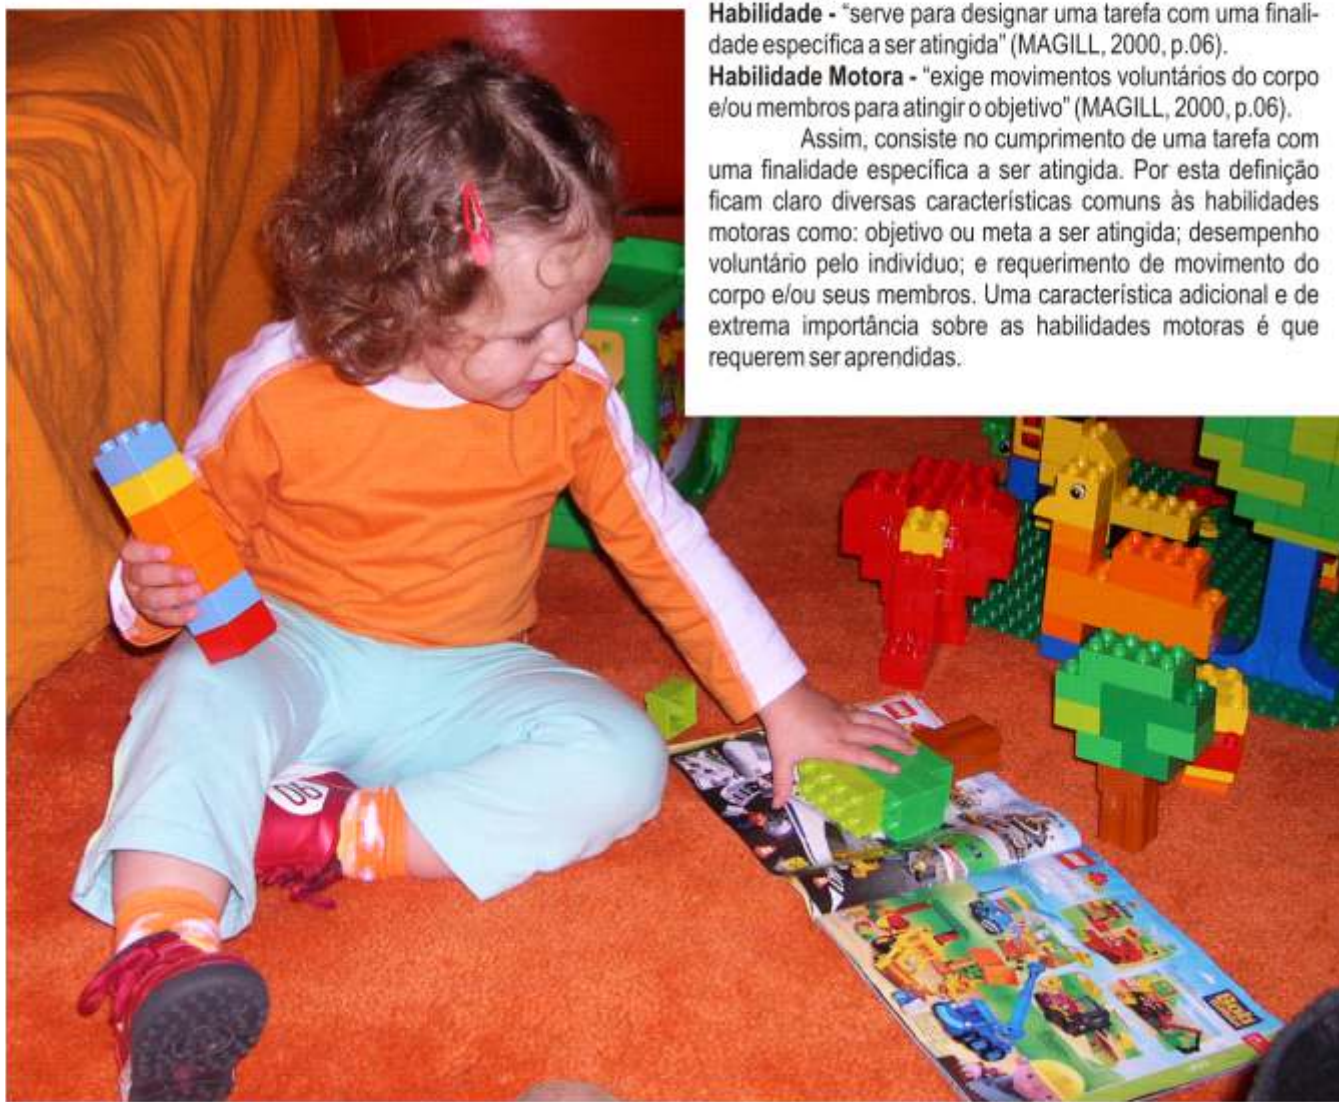 Habilidade - “serve para designar uma tarefa com uma finali-
dade específica a ser atingida” (MAGILL, 2000, p.06).
Habilidade Motora - “exige movimentos voluntários do corpo
e/ou membros para atingir o objetivo” (MAGILL, 2000, p.06).
Assim, consiste no cumprimento de uma tarefa com
uma finalidade específica a ser atingida. Por esta definição
ficam claro diversas características comuns às habilidades
motoras como: objetivo ou meta a ser atingida; desempenho
voluntário pelo indivíduo; e requerimento de movimento do
corpo e/ou seus membros. Uma característica adicional e de
extrema importância sobre as habilidades motoras é que
requerem ser aprendidas.